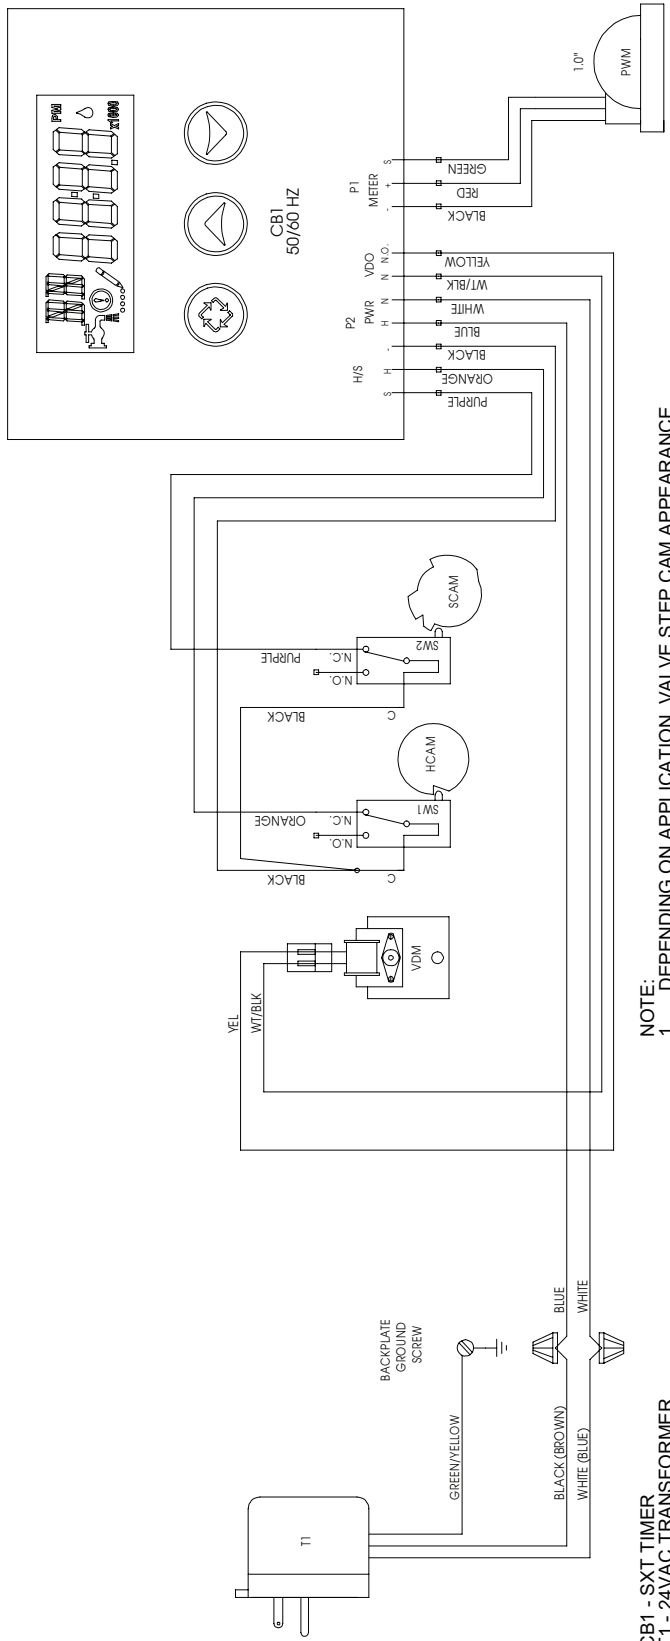 PM
x1000
CB1
50/60 HZ
H/S
P2
PWR
VDO
P1
METER
S
H
-
H
N
N
N.O.
-
+
S
PURPLE
ORANGE
BLACK
BLUE
WHITE
WT/BLK
YELLOW
BLACK
RED
GREEN
1.0"
PWM
PURPLE
N.C.
N.O.
BLACK
C
SW2
SCAM
ORANGE
N.C.
N.O.
BLACK
C
SW1
HCAM
YEL
WT/BLK
VDM
BACKPLATE
GROUND
SCREW
BLUE
WHITE
T1
GREEN/YELLOW
BLACK (BROWN)
WHITE (BLUE)
CB1 - SXT TIMER
T1 - 24VAC TRANSFORMER
NOTE:
1. DEPENDING ON APPLICATION, VALVE STEP CAM APPEARANCE